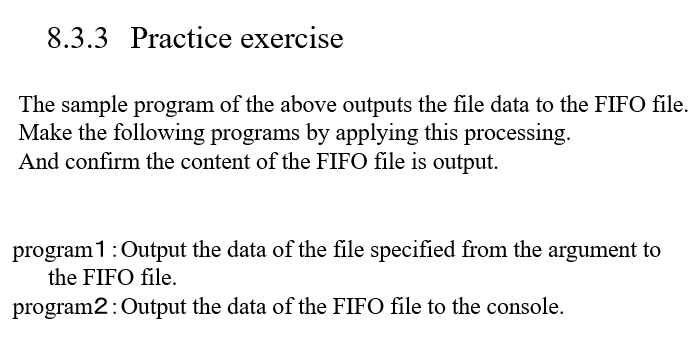 8.3.3 Practice exercise
The sample program of the above outputs the file data to the FIFO file.
Make the following programs by applying this processing.
And confirm the content of the FIFO file is output.
program1:Output the data of the file specified from the argument to
the FIFO file.
program2:Output the data of the FIFO file to the console.